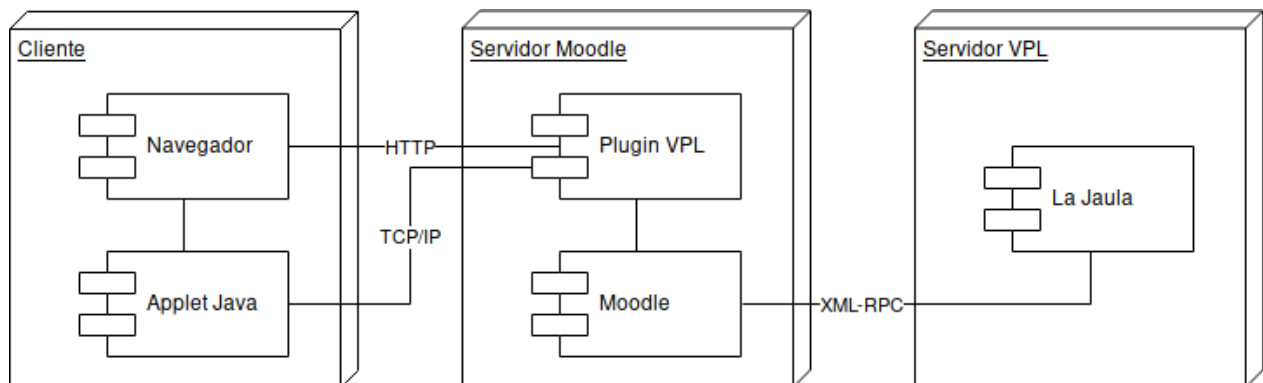 Cliente
Servidor Moodle
Servidor VPL
Navegador
HTTP
Plugin VPL
La Jaula
TCP/IP
Applet Java
Moodle
XML-RPC